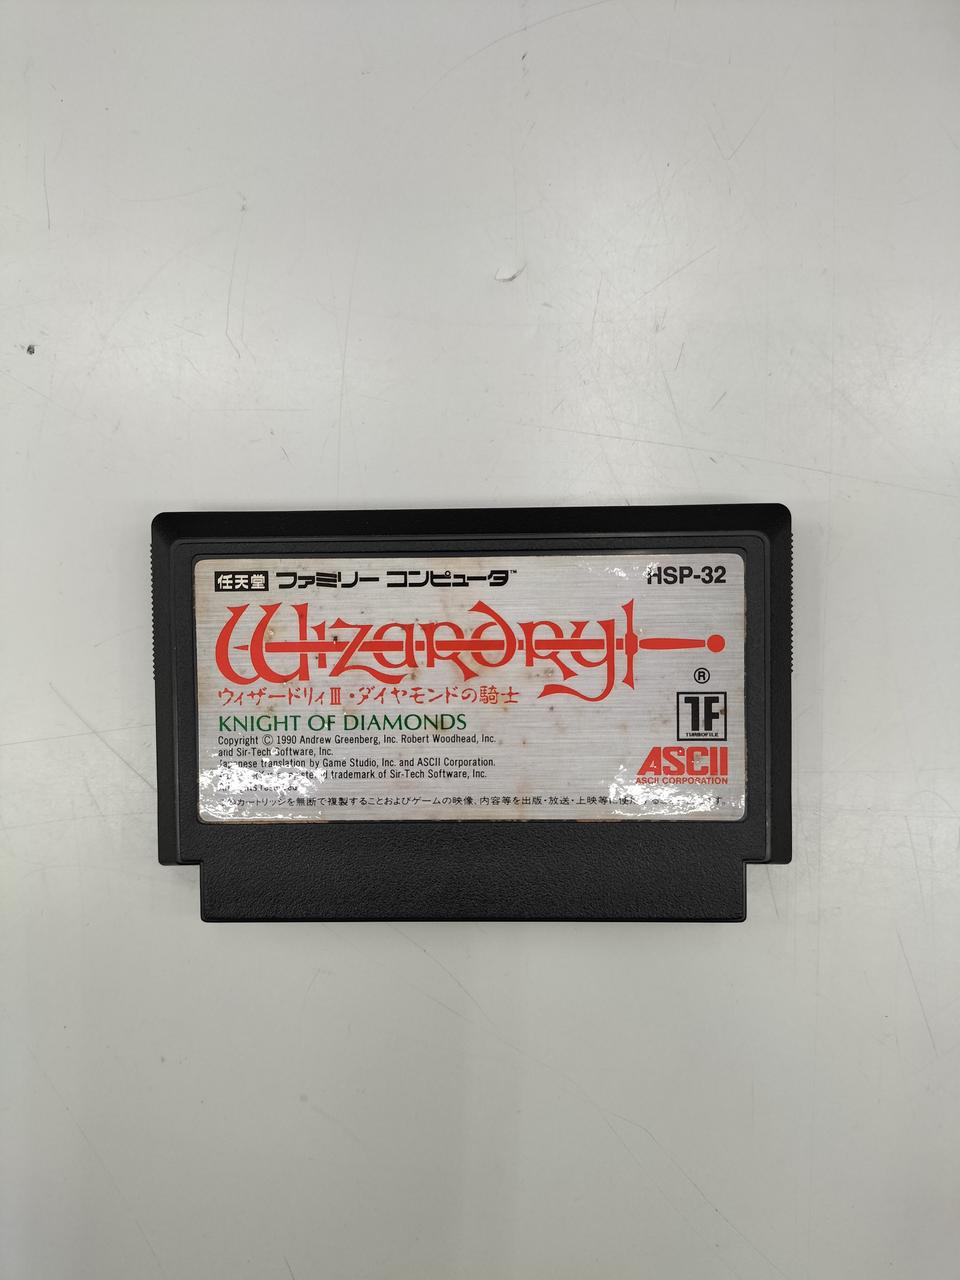 任天堂 ファミリー コンピュータ™
HSP-32
Wizardry
®
ウィザードリィⅢ・ダイヤモンドの騎士
KNIGHT OF DIAMONDS
Copyright Ⓒ 1990 Andrew Greenberg, Inc. Robert Woodhead, Inc.
and Sir-Tech Software, Inc.
Japanese translation by Game Studio, Inc. and ASCII Corporation.
trademark of Sir-Tech Software, Inc.
TF
TURBOFILE
ASCII
ASCII CORPORATION
カートリッジを無断で複製することおよびゲームの映像、内容等を出版・放送・上映等に使用する